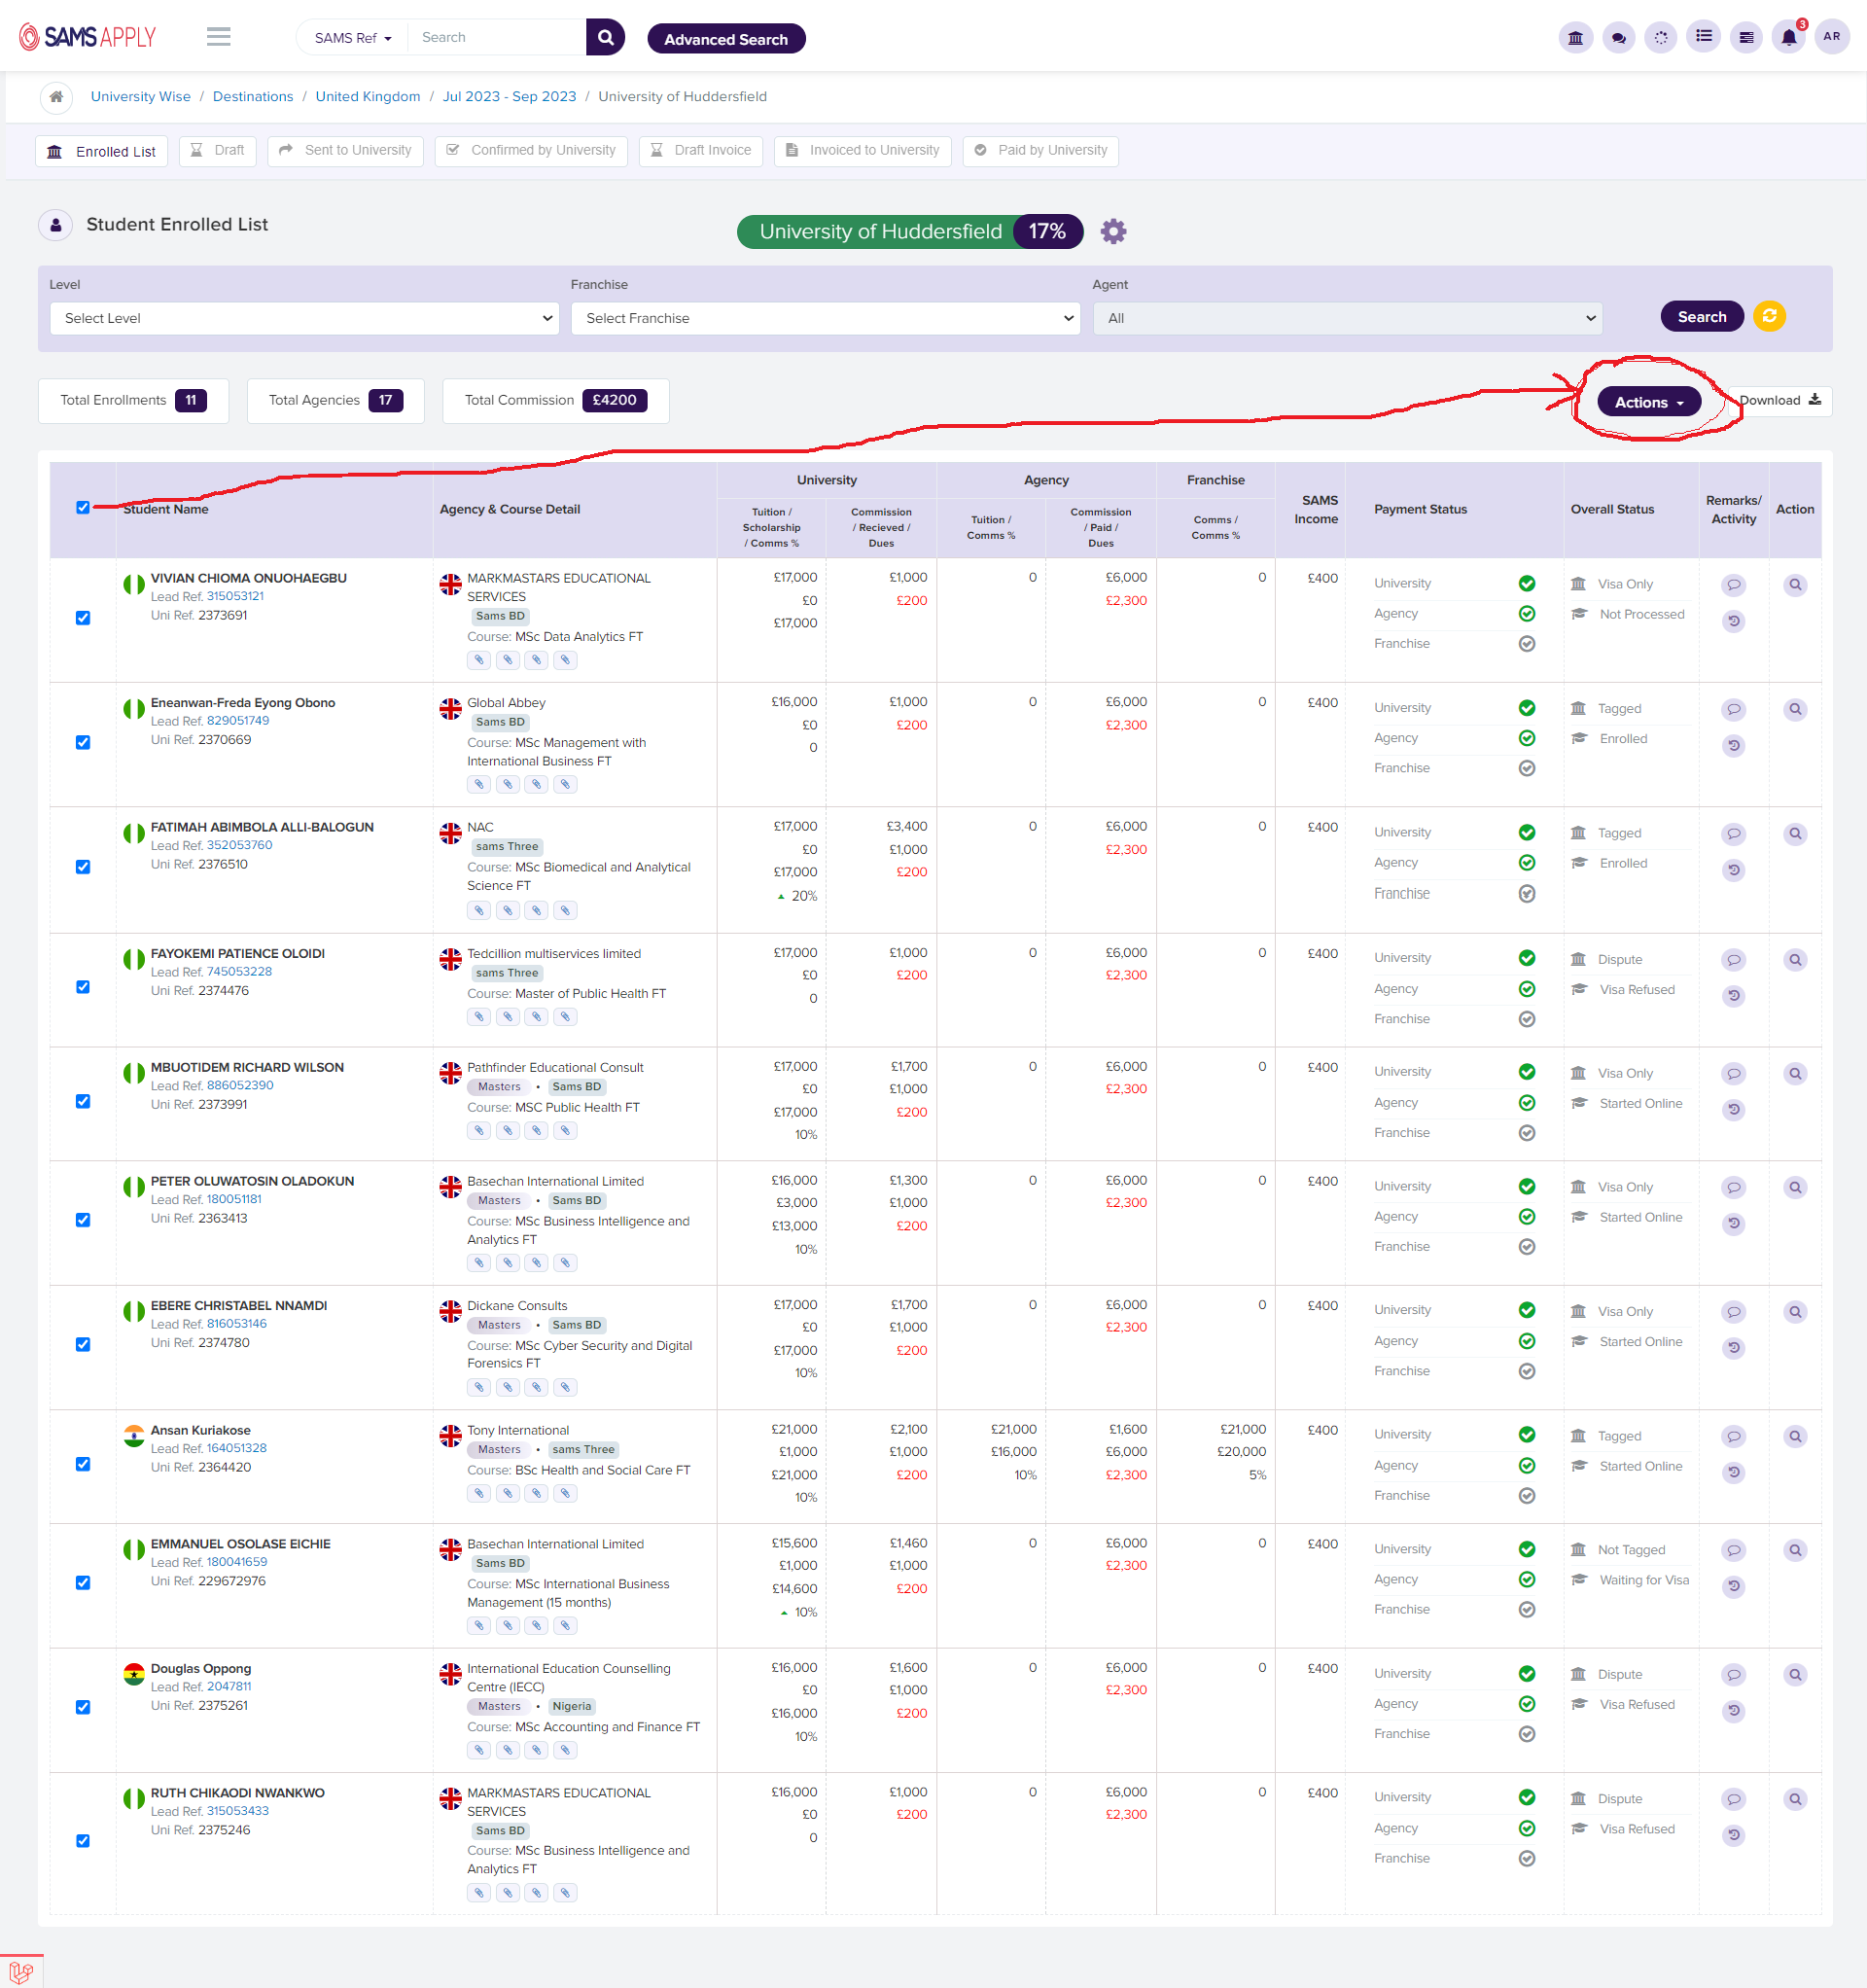 SAMS APPLY
SAMS Ref
Search
Advanced Search
3
AR
University Wise / Destinations / United Kingdom / Jul 2023 - Sep 2023 / University of Huddersfield
Enrolled List
Draft
Sent to University
Confirmed by University
Draft Invoice
Invoiced to University
Paid by University
Student Enrolled List
University of Huddersfield 17%
Level
Franchise
Agent
Select Level
Select Franchise
All
Search
Total Enrollments 11
Total Agencies 17
Total Commission £4200
Actions
Download
Student Name
Agency & Course Detail
University
Tuition /
Scholarship
/ Comms %
Commission
/ Recieved /
Dues
Agency
Tuition /
Comms %
Commission
/ Paid /
Dues
Franchise
Comms /
Comms %
SAMS
Income
Payment Status
Overall Status
Remarks/
Activity
Action
VIVIAN CHIOMA ONUOHAEGBU
Lead Ref. 315053121
Uni Ref. 2373691
MARKMASTARS EDUCATIONAL
SERVICES
Sams BD
Course: MSc Data Analytics FT
£17,000
£0
£17,000
£1,000
£200
0
£6,000
£2,300
0
£400
University
Agency
Franchise
Visa Only
Not Processed
Eneanwan-Freda Eyong Obono
Lead Ref. 829051749
Uni Ref. 2370669
Global Abbey
Sams BD
Course: MSc Management with
International Business FT
£16,000
£0
0
£1,000
£200
0
£6,000
£2,300
0
£400
University
Agency
Franchise
Tagged
Enrolled
FATIMAH ABIMBOLA ALLI-BALOGUN
Lead Ref. 352053760
Uni Ref. 2376510
NAC
sams Three
Course: MSc Biomedical and Analytical
Science FT
£17,000
£0
£17,000
20%
£3,400
£1,000
£200
0
£6,000
£2,300
0
£400
University
Agency
Franchise
Tagged
Enrolled
FAYOKEMI PATIENCE OLOIDI
Lead Ref. 745053228
Uni Ref. 2374476
Tedcillion multiservices limited
sams Three
Course: Master of Public Health FT
£17,000
£0
0
£1,000
£200
0
£6,000
£2,300
0
£400
University
Agency
Franchise
Dispute
Visa Refused
MBUOTIDEM RICHARD WILSON
Lead Ref. 886052390
Uni Ref. 2373991
Pathfinder Educational Consult
Masters • Sams BD
Course: MSC Public Health FT
£17,000
£0
£17,000
10%
£1,700
£1,000
£200
0
£6,000
£2,300
0
£400
University
Agency
Franchise
Visa Only
Started Online
PETER OLUWATOSIN OLADOKUN
Lead Ref. 180051181
Uni Ref. 2363413
Basechan International Limited
Masters • Sams BD
Course: MSc Business Intelligence and
Analytics FT
£16,000
£3,000
£13,000
10%
£1,300
£1,000
£200
0
£6,000
£2,300
0
£400
University
Agency
Franchise
Visa Only
Started Online
EBERE CHRISTABEL NNAMDI
Lead Ref. 816053146
Uni Ref. 2374780
Dickane Consults
Masters • Sams BD
Course: MSc Cyber Security and Digital
Forensics FT
£17,000
£0
£17,000
10%
£1,700
£1,000
£200
0
£6,000
£2,300
0
£400
University
Agency
Franchise
Visa Only
Started Online
Ansan Kuriakose
Lead Ref. 164051328
Uni Ref. 2364420
Tony International
Masters • sams Three
Course: BSc Health and Social Care FT
£21,000
£1,000
£21,000
10%
£2,100
£1,000
£200
£21,000
£16,000
10%
£1,600
£6,000
£2,300
£21,000
£20,000
5%
£400
University
Agency
Franchise
Tagged
Started Online
EMMANUEL OSOLASE EICHIE
Lead Ref. 180041659
Uni Ref. 229672976
Basechan International Limited
Sams BD
Course: MSc International Business
Management (15 months)
£15,600
£1,000
£14,600
10%
£1,460
£1,000
£200
0
£6,000
£2,300
0
£400
University
Agency
Franchise
Not Tagged
Waiting for Visa
Douglas Oppong
Lead Ref. 2047811
Uni Ref. 2375261
International Education Counselling
Centre (IECC)
Masters • Nigeria
Course: MSc Accounting and Finance FT
£16,000
£0
£16,000
10%
£1,600
£1,000
£200
0
£6,000
£2,300
0
£400
University
Agency
Franchise
Dispute
Visa Refused
RUTH CHIKAODI NWANKWO
Lead Ref. 315053433
Uni Ref. 2375246
MARKMASTARS EDUCATIONAL
SERVICES
Sams BD
Course: MSc Business Intelligence and
Analytics FT
£16,000
£0
0
£1,000
£200
0
£6,000
£2,300
0
£400
University
Agency
Franchise
Dispute
Visa Refused